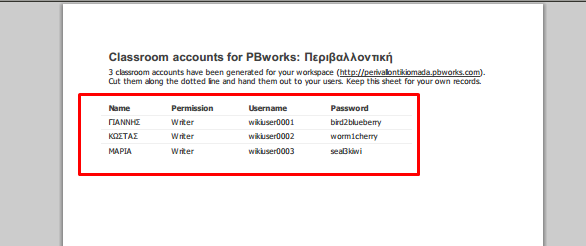 Classroom accounts for PBworks: Περιβαλλοντική
3 classroom accounts have been generated for your workspace (http://perivallontikiomada.pbworks.com).
Cut them along the dotted line and hand them out to your users. Keep this sheet for your own records.
Name Permission Username Password
ΓΙΑΝΝΗΣ Writer wikiuser0001 bird2blueberry
ΚΩΣΤΑΣ Writer wikiuser0002 worm1cherry
ΜΑΡΙΑ Writer wikiuser0003 seal3kiwi